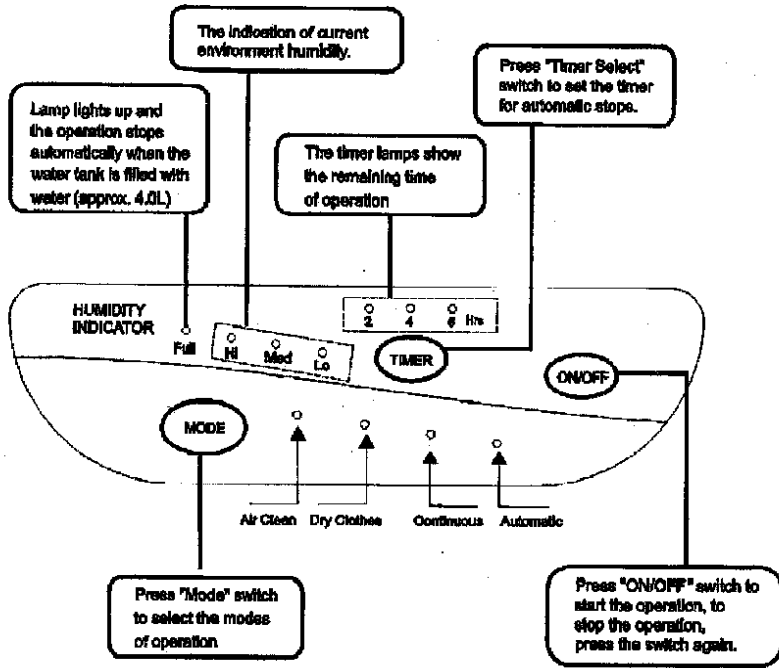 The indication of current
environment humidity.
Press "Timer Select"
switch to set the timer
for automatic stops.
Lamp lights up and
the operation stops
automatically when the
water tank is filled with
water (approx. 4.0L)
The timer lamps show
the remaining time
of operation
HUMIDITY
INDICATOR
Full
Hi
Med
Lo
2 4 6 Hrs
TIMER
ON/OFF
MODE
Air Clean
Dry Clothes
Continuous
Automatic
Press "Mode" switch
to select the modes
of operation
Press "ON/OFF" switch to
start the operation, to
stop the operation,
press the switch again.